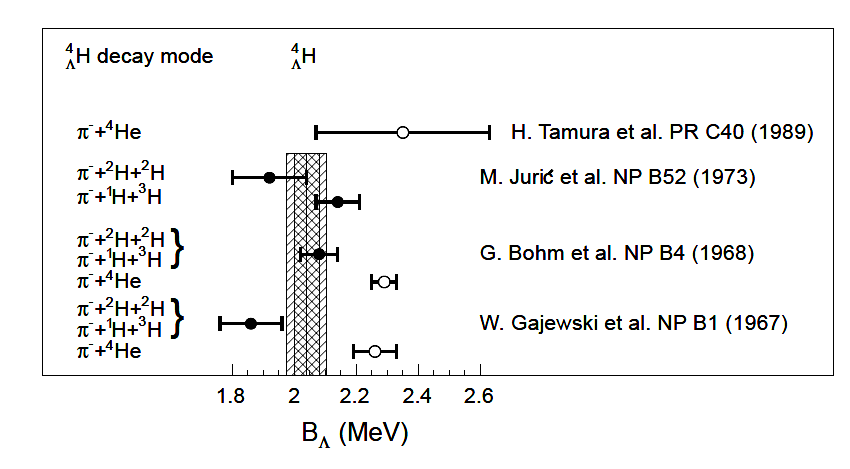 ⁴ΛH decay mode ⁴ΛH
π⁻+⁴He H. Tamura et al. PR C40 (1989)
π⁻+²H+²H M. Jurić et al. NP B52 (1973)
π⁻+¹H+³H
π⁻+²H+²H
π⁻+¹H+³H } G. Bohm et al. NP B4 (1968)
π⁻+⁴He
π⁻+²H+²H
π⁻+¹H+³H } W. Gajewski et al. NP B1 (1967)
π⁻+⁴He
1.8 2 2.2 2.4 2.6
BΛ (MeV)